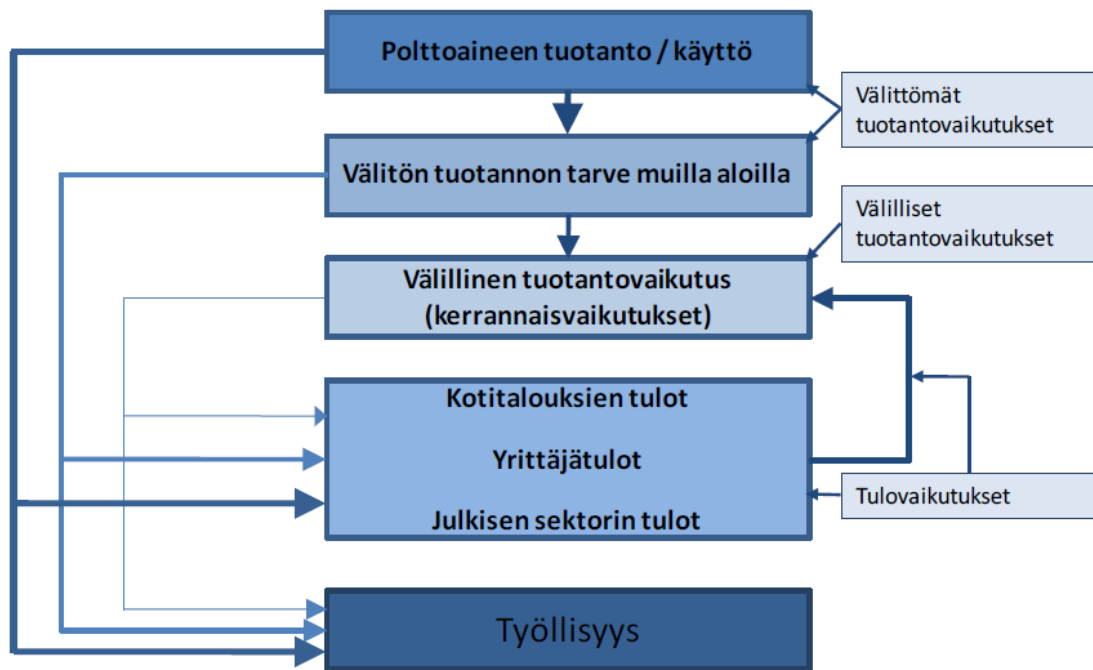 Polttoaineen tuotanto / käyttö
Välittömät
tuotantovaikutukset
Välitön tuotannon tarve muilla aloilla
Välilliset
tuotantovaikutukset
Välillinen tuotantovaikutus
(kerrannaisvaikutukset)
Kotitalouksien tulot
Yrittäjätulot
Tulovaikutukset
Julkisen sektorin tulot
Työllisyys